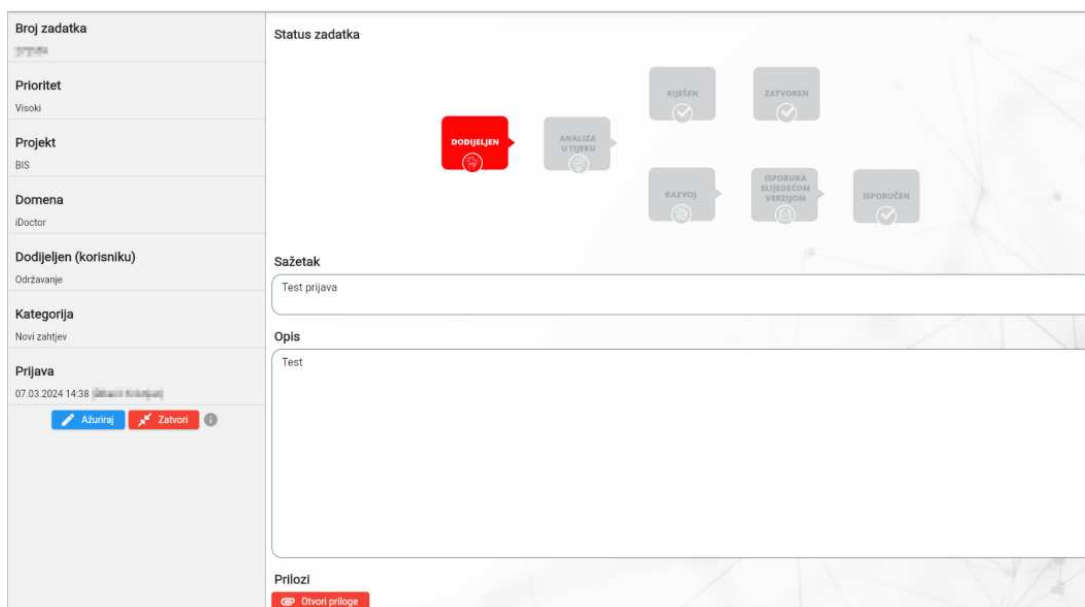 Broj zadatka
Prioritet
Visoki
Projekt
BIS
Domena
iDoctor
Dodijeljen (korisniku)
Održavanje
Kategorija
Novi zahtjev
Prijava
07.03.2024 14:38
Ažuriraj
Zatvori
Status zadatka
DODIJELJEN
ANALIZA
U TIJEKU
RIJEŠEN
ZATVOREN
RAZVOJ
ISPORUKA
SLIJEDEĆOM
VERZIJOM
ISPORUČEN
Sažetak
Test prijava
Opis
Test
Prilozi
Otvori priloge